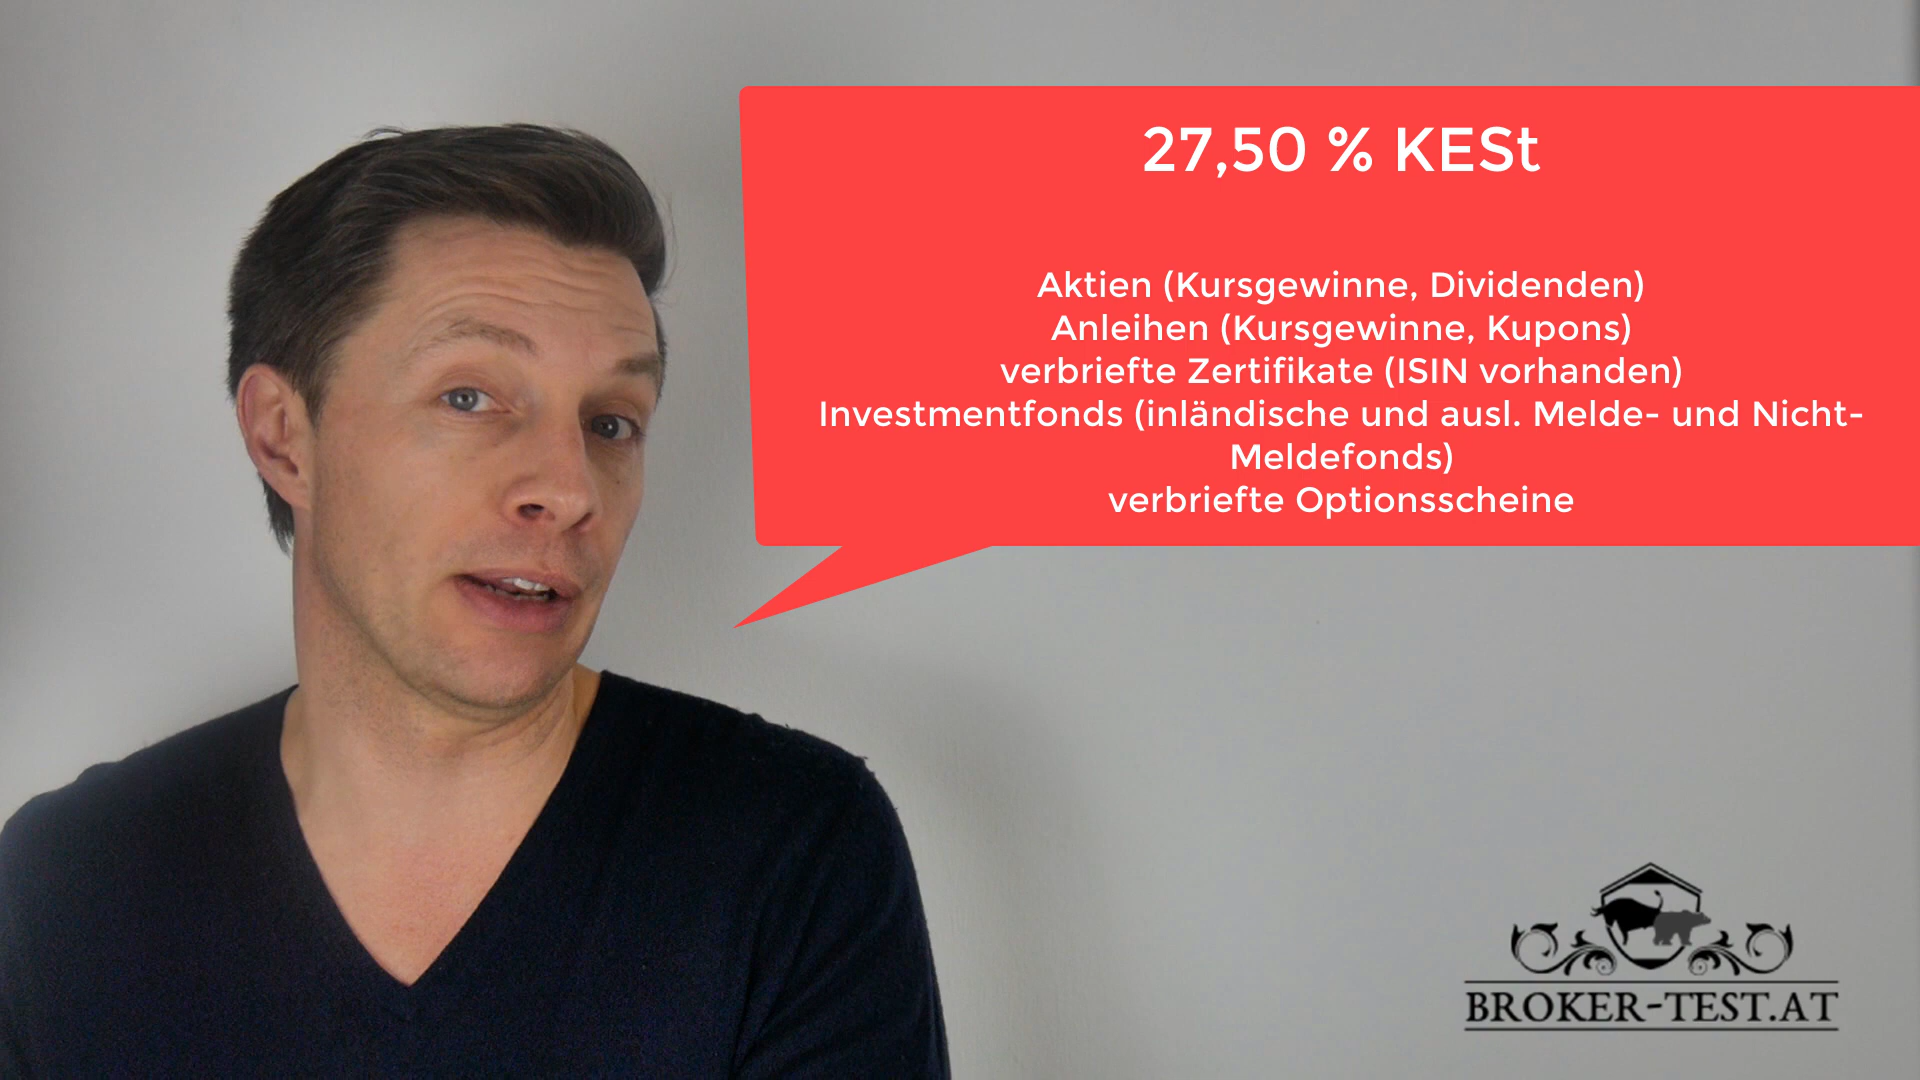 27,50 % KESt
Aktien (Kursgewinne, Dividenden)
Anleihen (Kursgewinne, Kupons)
verbriefte Zertifikate (ISIN vorhanden)
Investmentfonds (inländische und ausl. Melde- und Nicht-
Meldefonds)
verbriefte Optionsscheine
BROKER-TEST.AT